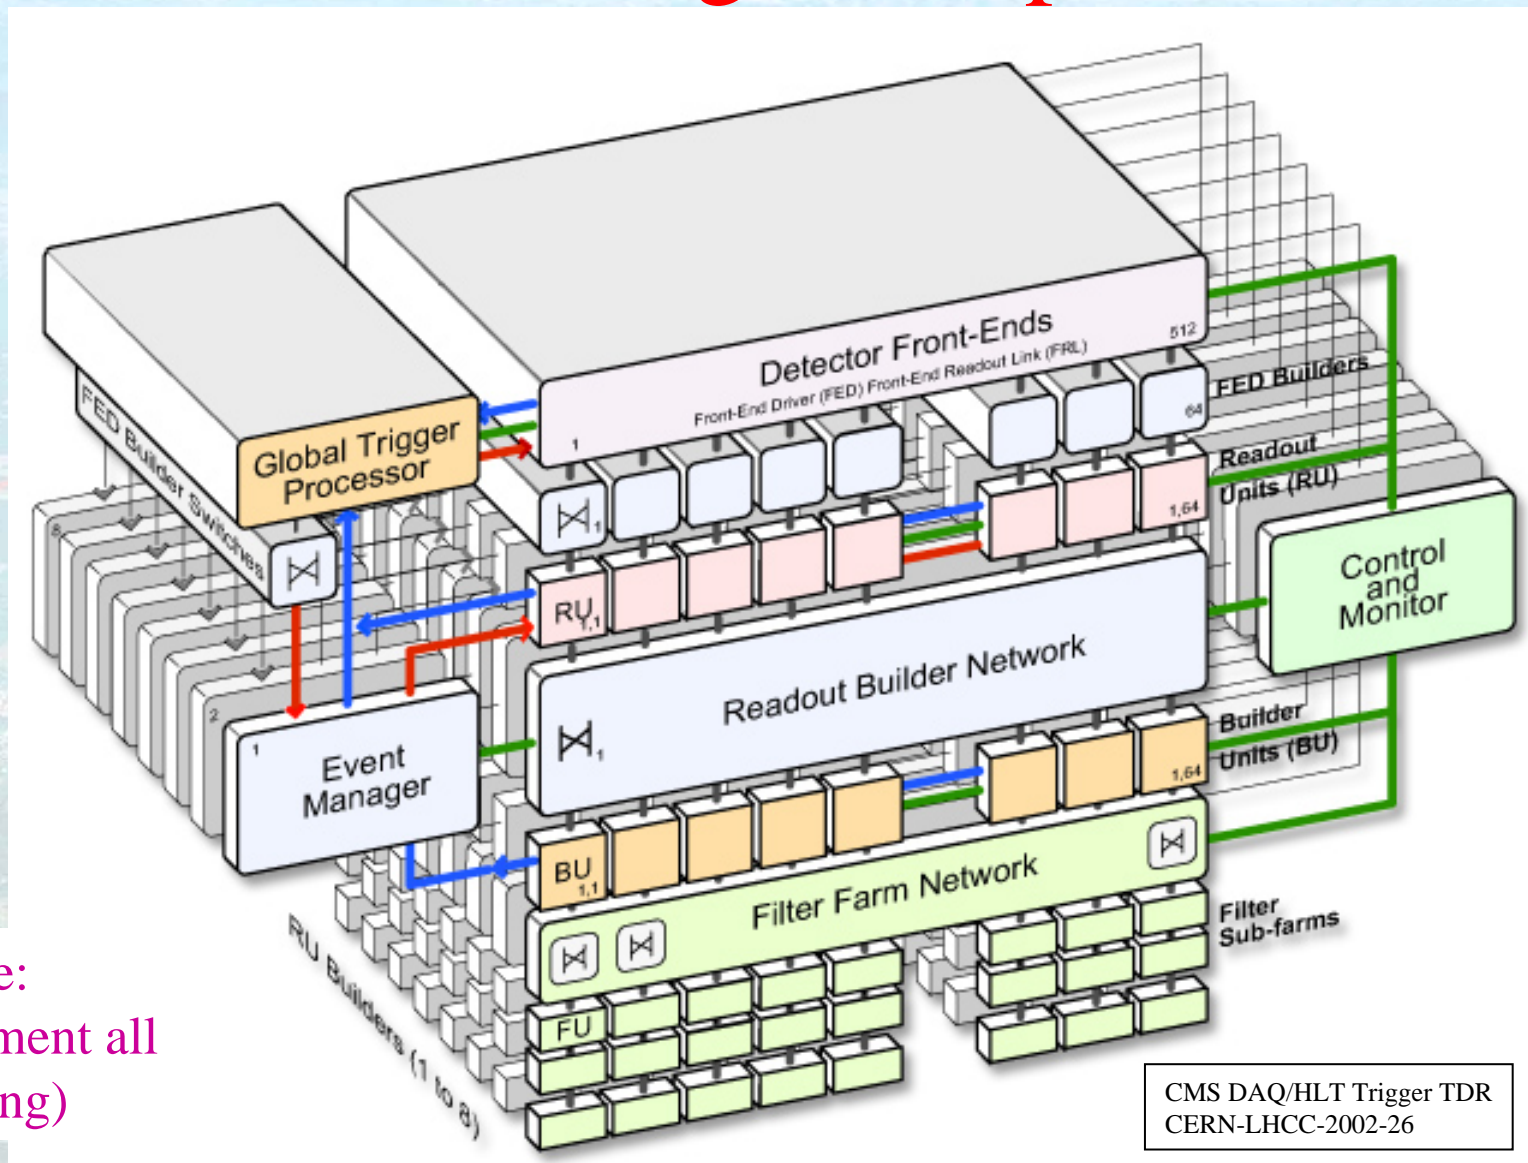 Detector Front-Ends
Front-End Driver (FED) Front-End Readout Link (FRL)
1
512
FED Builders
64
Global Trigger
Processor
FED Builder Switches
1
Readout
Units (RU)
1,64
RU
1,1
Control
and
Monitor
Readout Builder Network
1
8
2
1
Event
Manager
Builder
Units (BU)
1,64
BU
1,1
Filter Farm Network
Filter
Sub-farms
FU
RU Builders (1 to 8)
all
CMS DAQ/HLT Trigger TDR
CERN-LHCC-2002-26